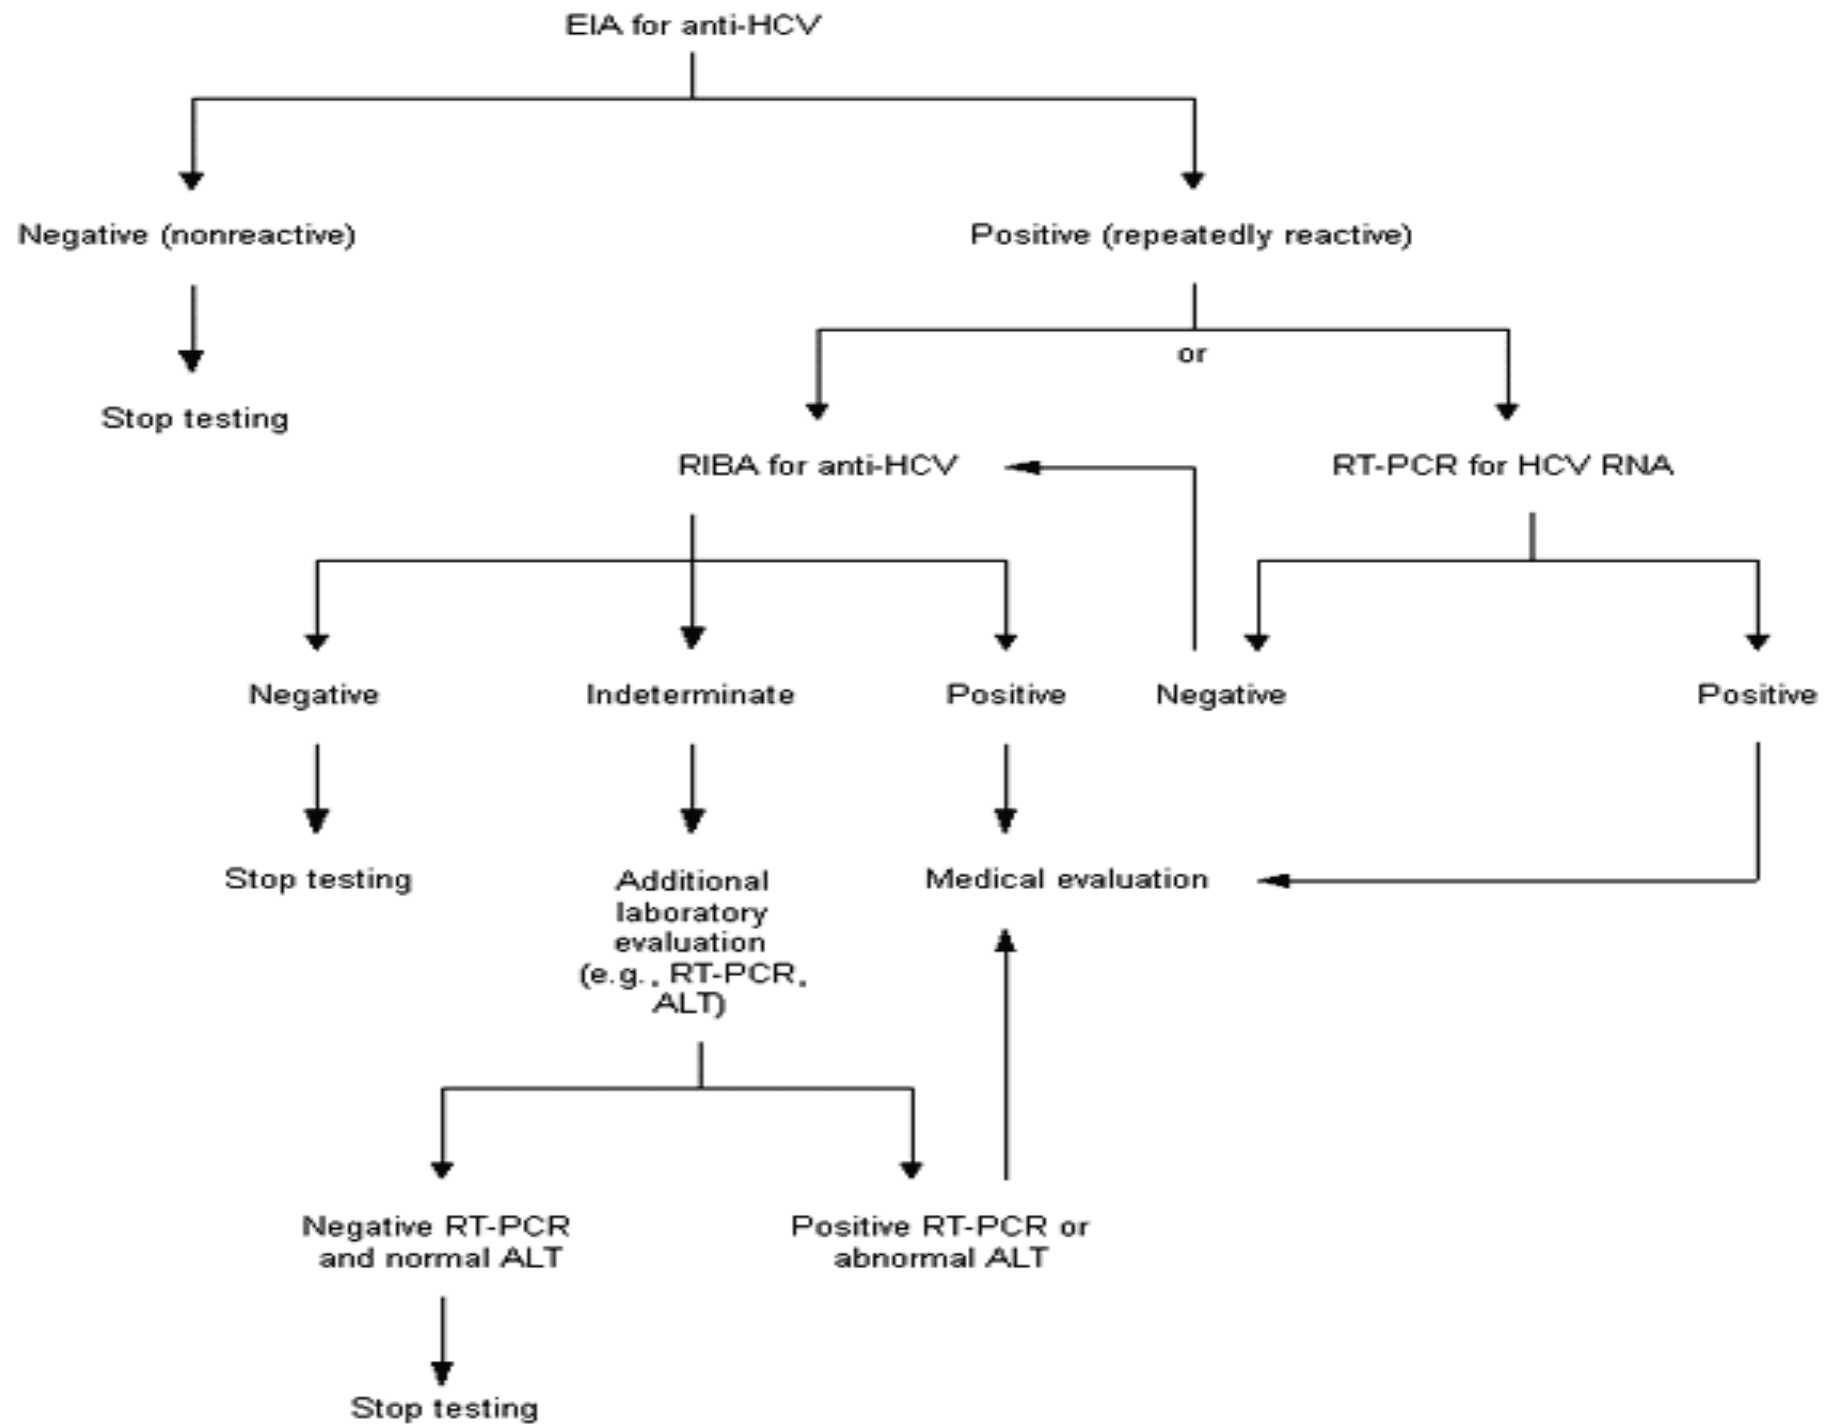 EIA for anti-HCV
Negative (nonreactive)
Positive (repeatedly reactive)
or
Stop testing
RIBA for anti-HCV
RT-PCR for HCV RNA
Negative
Indeterminate
Positive
Negative
Positive
Stop testing
Additional
laboratory
evaluation
(e.g., RT-PCR,
ALT)
Medical evaluation
Negative RT-PCR
and normal ALT
Positive RT-PCR or
abnormal ALT
Stop testing